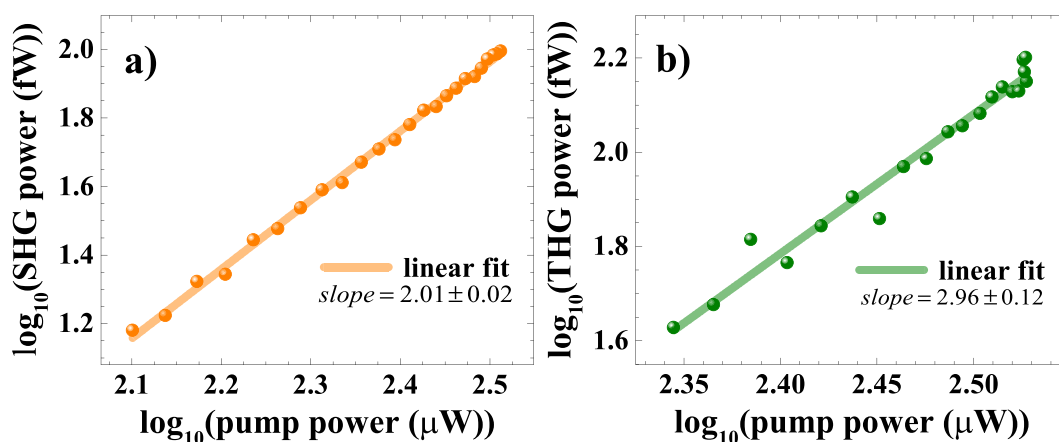 a)
log₁₀(SHG power (fW))
2.0
1.8
1.6
1.4
1.2
linear fit
slope = 2.01 ± 0.02
2.1 2.2 2.3 2.4 2.5
log₁₀(pump power (μW))
b)
log₁₀(THG power (fW))
2.2
2.0
1.8
1.6
linear fit
slope = 2.96 ± 0.12
2.35 2.40 2.45 2.50
log₁₀(pump power (μW))